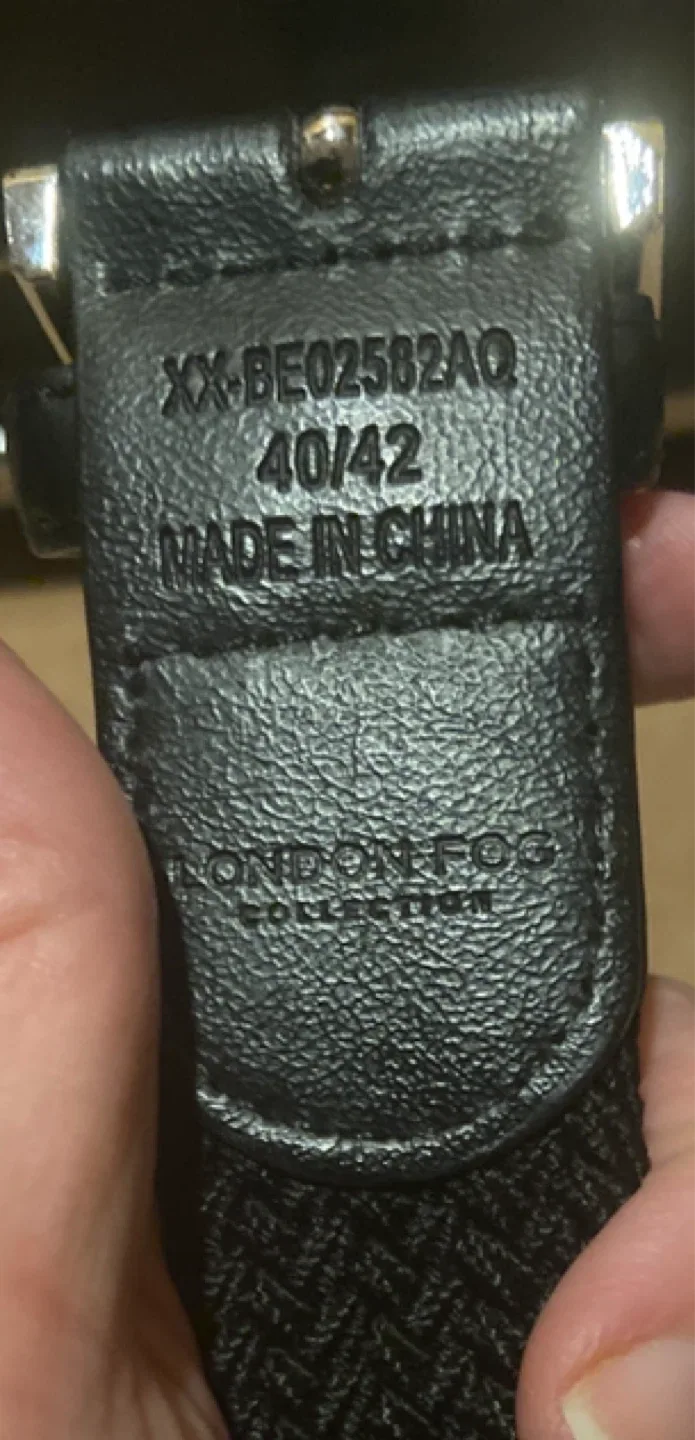 XX-BE02582AQ
40/42
MADE IN CHINA
LONDON FOG
COLLECTION